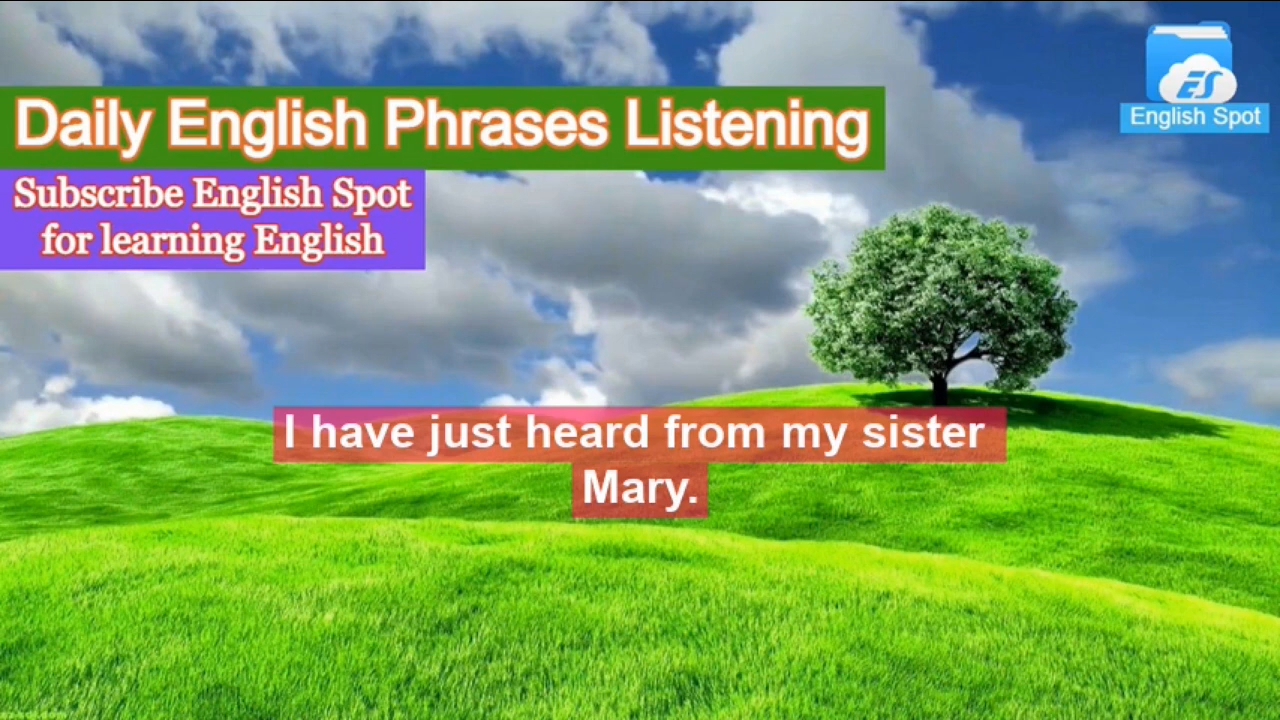 Daily English Phrases Listening
Subscribe English Spot
for learning English
ES
English Spot
I have just heard from my sister
Mary.